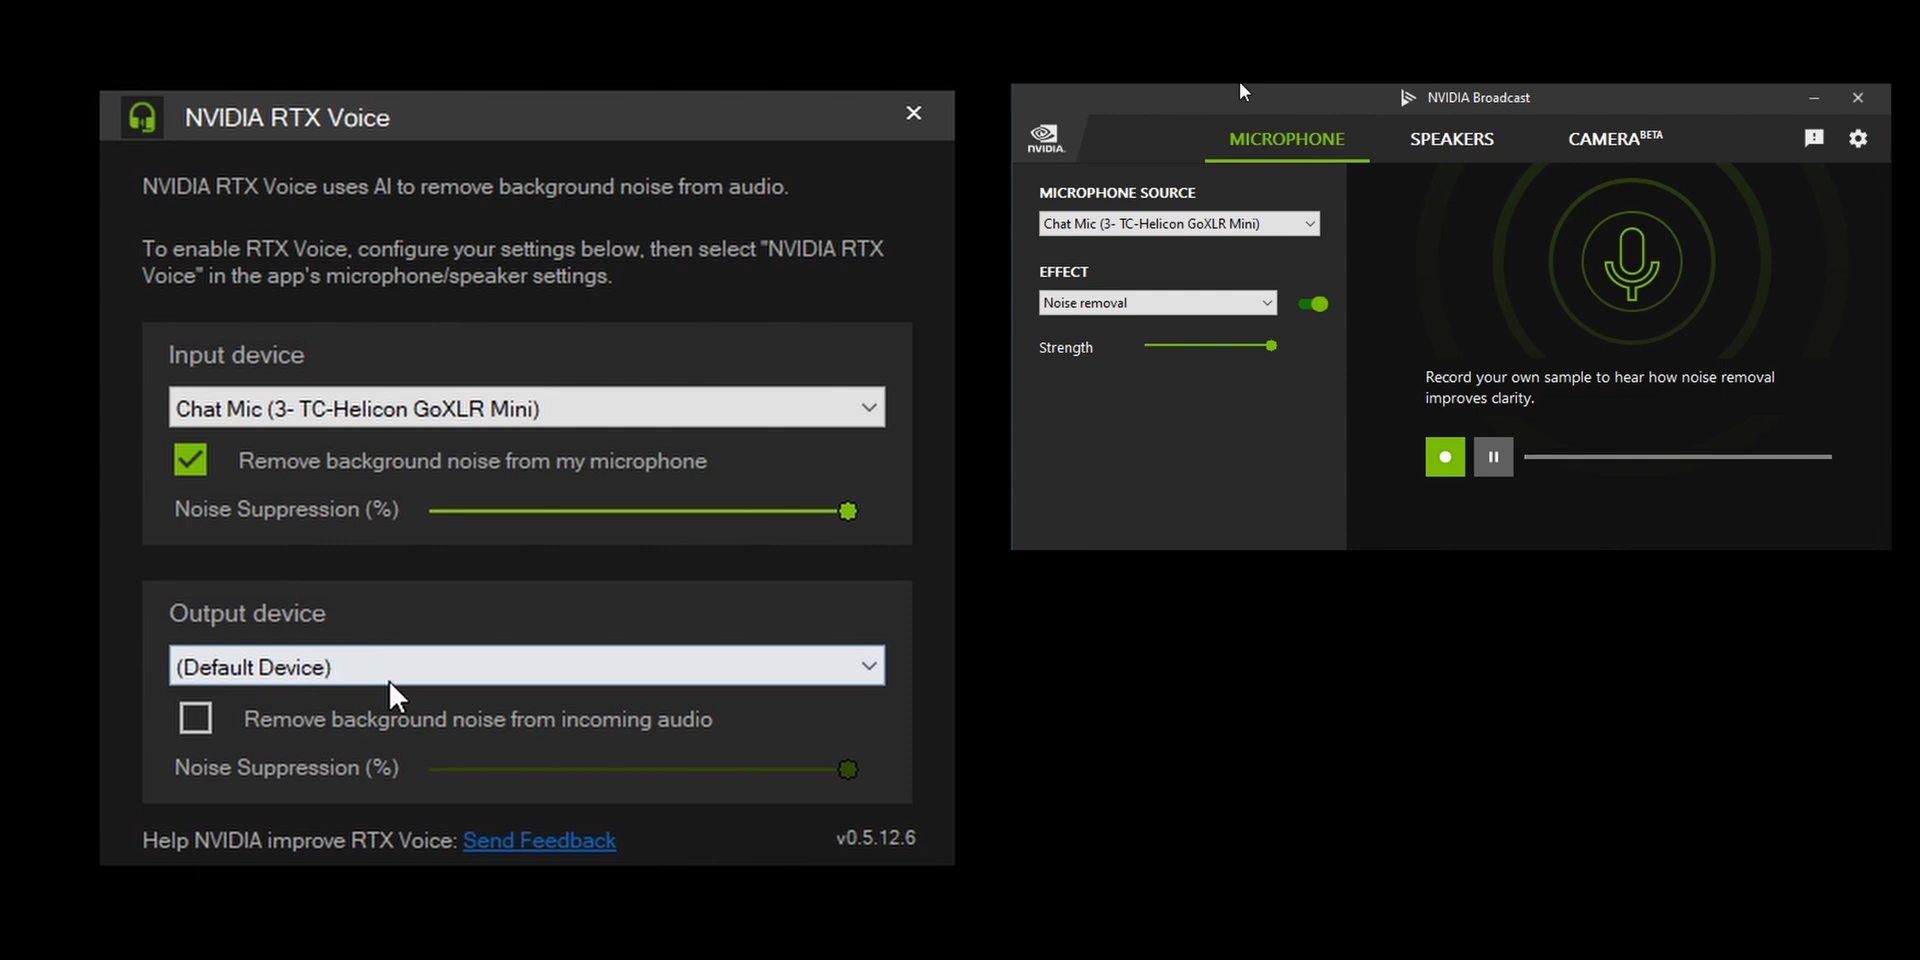 NVIDIA RTX Voice
NVIDIA RTX Voice uses AI to remove background noise from audio.
To enable RTX Voice, configure your settings below, then select "NVIDIA RTX
Voice" in the app's microphone/speaker settings.
Input device
Chat Mic (3- TC-Helicon GoXLR Mini)
Remove background noise from my microphone
Noise Suppression (%)
Output device
(Default Device)
Remove background noise from incoming audio
Noise Suppression (%)
Help NVIDIA improve RTX Voice: Send Feedback
v0.5.12.6
NVIDIA Broadcast
NVIDIA.
MICROPHONE
SPEAKERS
CAMERA BETA
MICROPHONE SOURCE
Chat Mic (3- TC-Helicon GoXLR Mini)
EFFECT
Noise removal
Strength
Record your own sample to hear how noise removal
improves clarity.